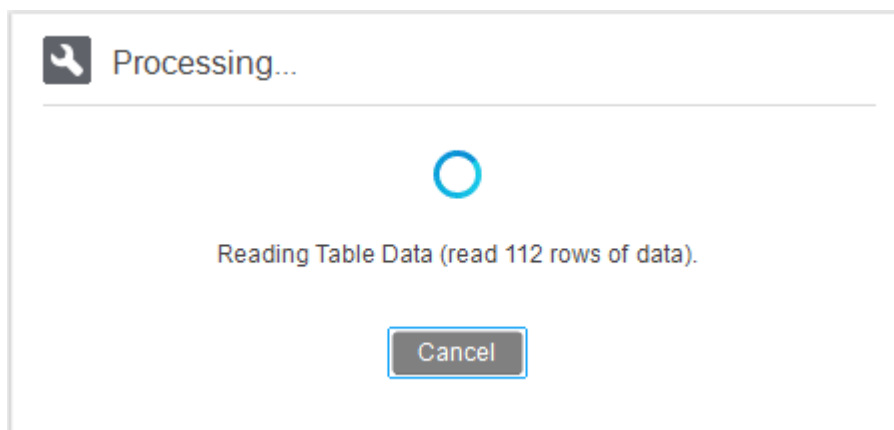 Processing...
Reading Table Data (read 112 rows of data).
Cancel